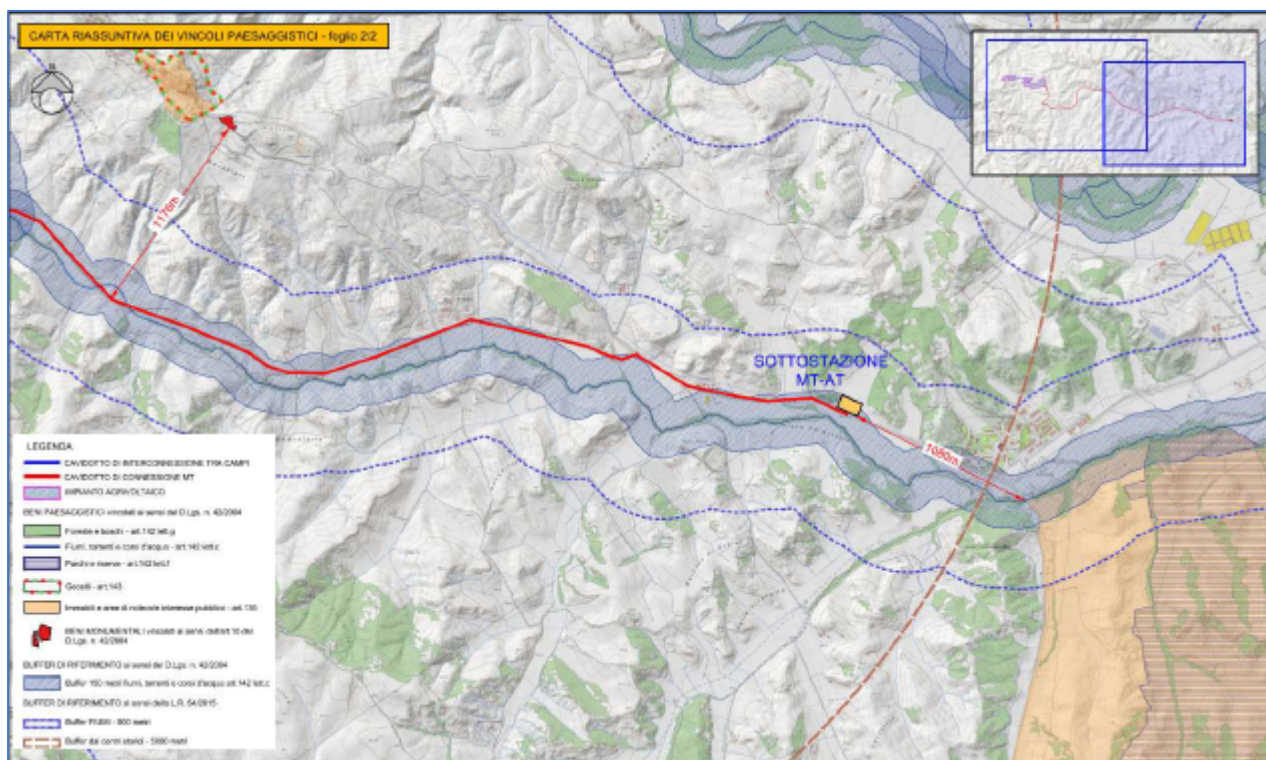 CARTA RIASSUNTIVA DEI VINCOLI PAESAGGISTICI - foglio 2/2
N
1176m
SOTTOSTAZIONE
MT-AT
1080m
LEGENDA
CAVIDOTTO DI INTERCONNESSIONE TRA CAMPI
CAVIDOTTO DI CONNESSIONE MT
IMPIANTO AGRIVOLTAICO
BENI PAESAGGISTICI vincolati ai sensi del D.Lgs. n. 42/2004
Foreste e boschi - art.142 lett.g
Fiumi, torrenti e corsi d'acqua - art.142 lett.c
Parchi e riserve - art.142 lett.f
Geositi - art.143
Immobili e aree di notevole interesse pubblico - art.136
BENI MONUMENTALI vincolati ai sensi dell'art.10 del
D.Lgs. n. 42/2004
BUFFER DI RIFERIMENTO ai sensi del D.Lgs. n. 42/2004
Buffer 150 metri fiumi, torrenti e corsi d'acqua art.142 lett.c
BUFFER DI RIFERIMENTO ai sensi della L.R. 54/2015
Buffer FIUMI - 500 metri
Buffer dai centri storici - 5000 metri